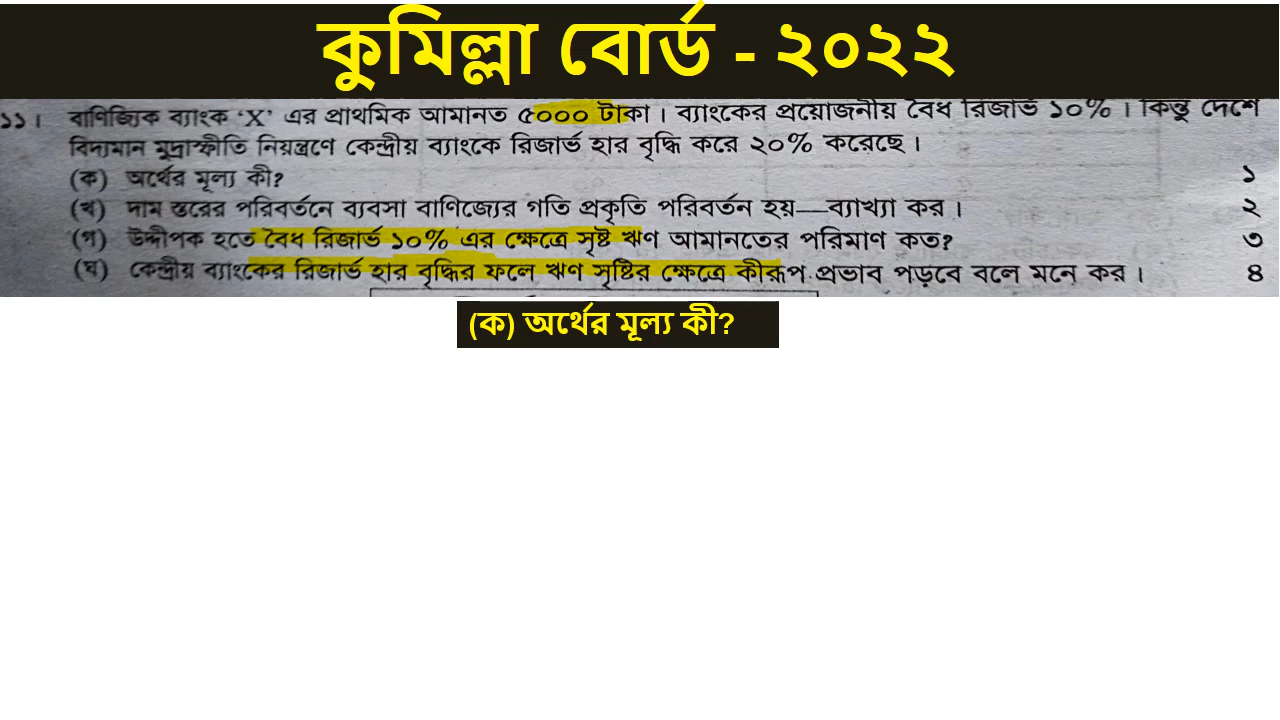 কুমিল্লা বোর্ড - ২০২২
১১। বাণিজ্যিক ব্যাংক ‘X’ এর প্রাথমিক আমানত ৫০০০ টাকা। ব্যাংকের প্রয়োজনীয় বৈধ রিজার্ভ ১০%। কিন্তু দেশে
বিদ্যমান মুদ্রাস্ফীতি নিয়ন্ত্রণে কেন্দ্রীয় ব্যাংকে রিজার্ভ হার বৃদ্ধি করে ২০% করেছে।
(ক) অর্থের মূল্য কী? ১
(খ) দাম স্তরের পরিবর্তনে ব্যবসা বাণিজ্যের গতি প্রকৃতি পরিবর্তন হয়—ব্যাখ্যা কর। ২
(গ) উদ্দীপক হতে বৈধ রিজার্ভ ১০% এর ক্ষেত্রে সৃষ্ট ঋণ আমানতের পরিমাণ কত? ৩
(ঘ) কেন্দ্রীয় ব্যাংকের রিজার্ভ হার বৃদ্ধির ফলে ঋণ সৃষ্টির ক্ষেত্রে কীরূপ প্রভাব পড়বে বলে মনে কর। ৪
(ক) অর্থের মূল্য কী?